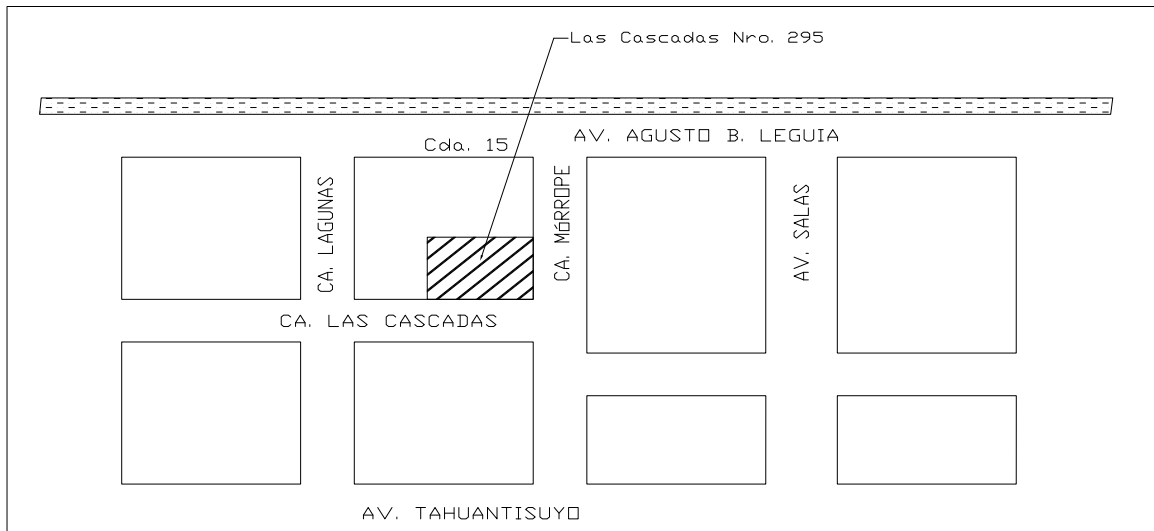 Las Cascadas Nro. 295
AV. AGUSTO B. LEGUIA
Cda. 15
CA. LAGUNAS
CA. MóRROPE
AV. SALAS
CA. LAS CASCADAS
AV. TAHUANTISUYO